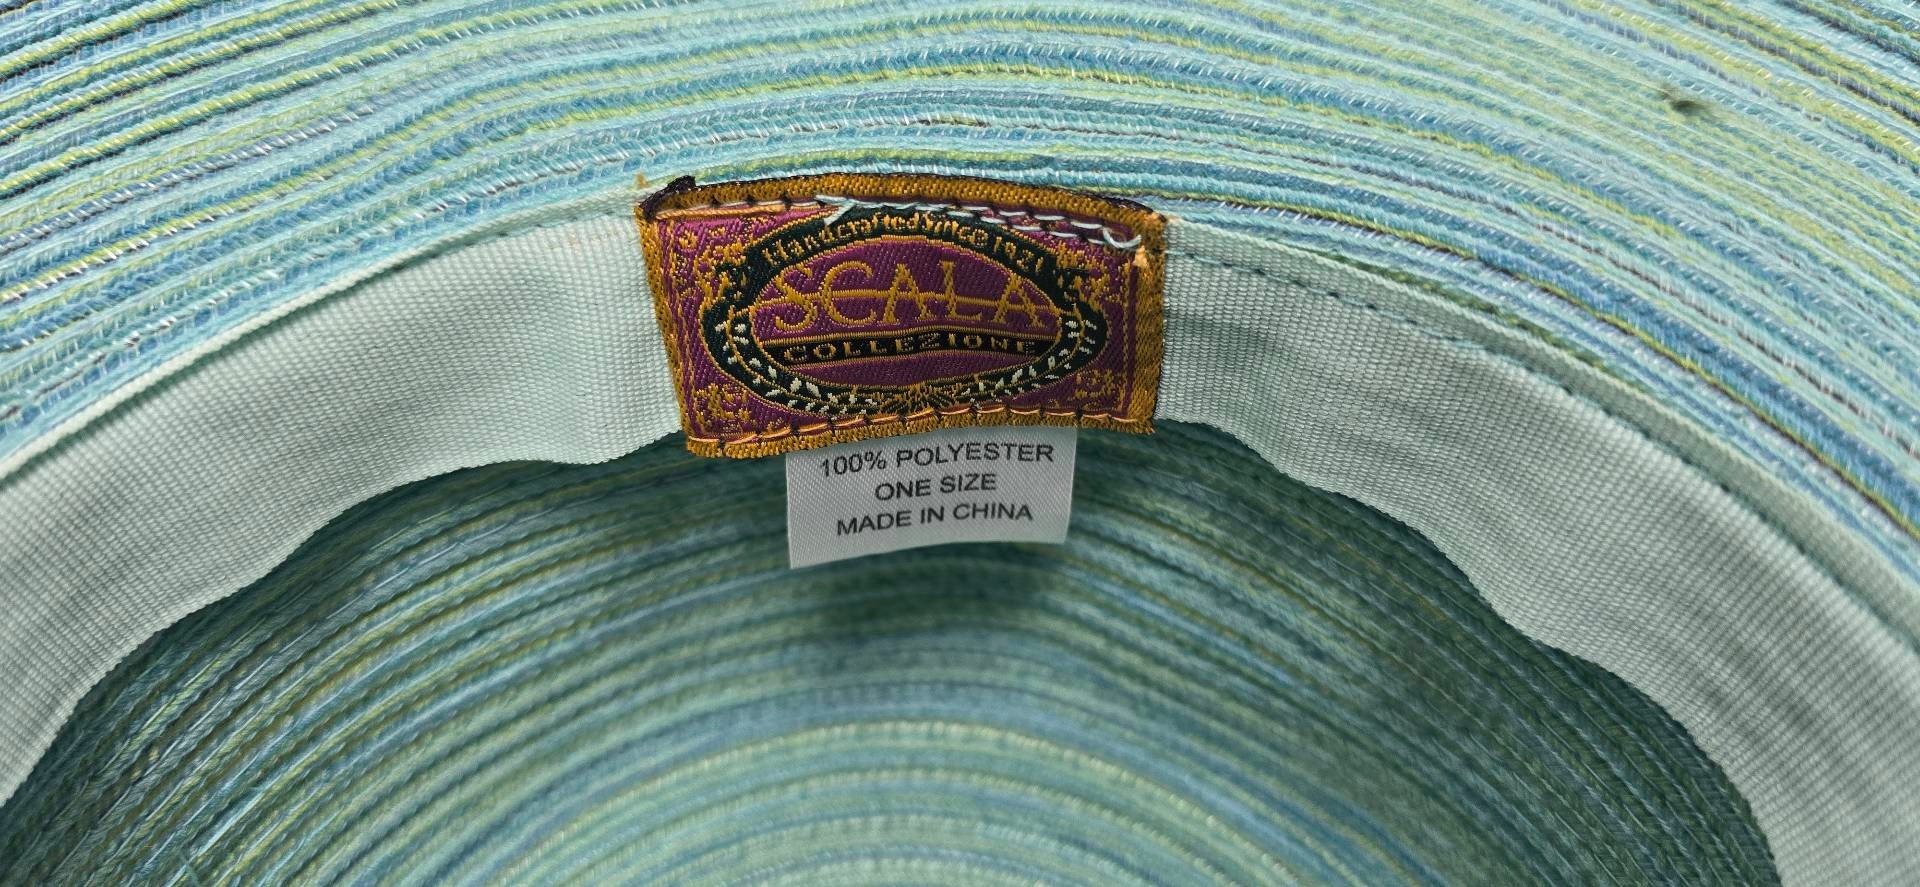 Handcrafted Since 1921
SCALA
COLLEZIONE
100% POLYESTER
ONE SIZE
MADE IN CHINA